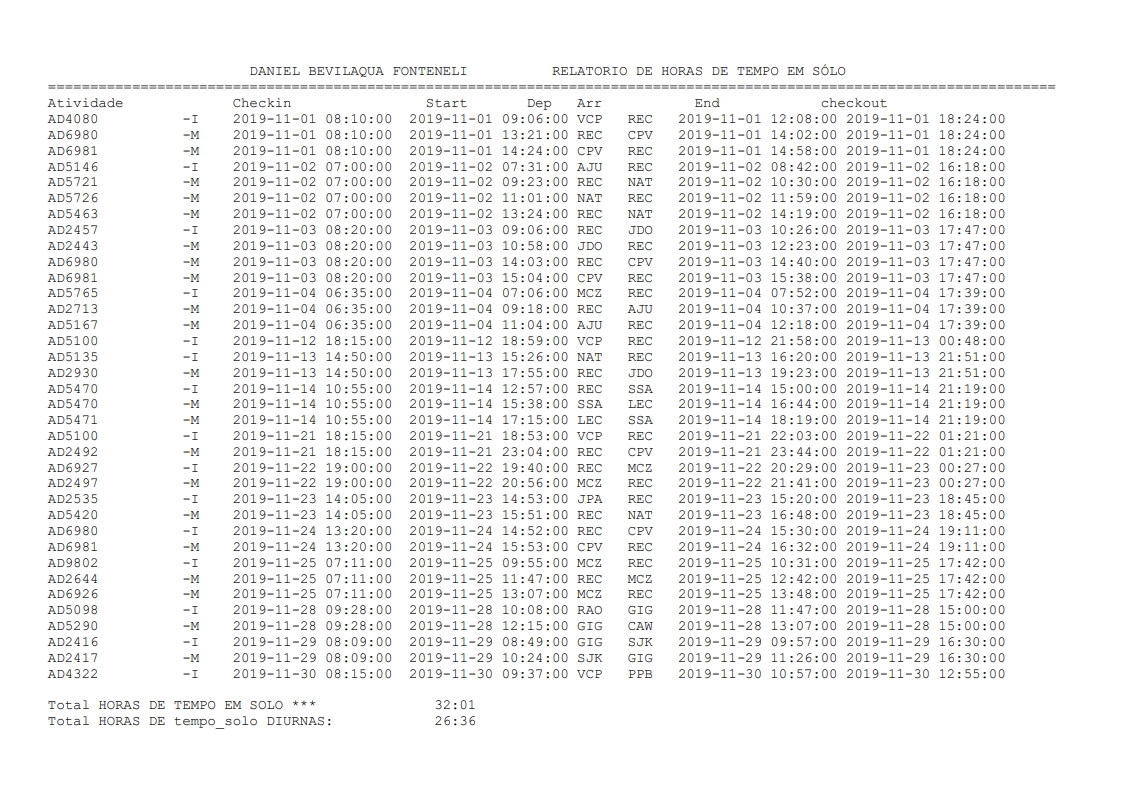 DANIEL BEVILAQUA FONTENELI RELATORIO DE HORAS DE TEMPO EM SÓLO
========================================================================================================================
Atividade Checkin Start Dep Arr End checkout
AD4080 -I 2019-11-01 08:10:00 2019-11-01 09:06:00 VCP REC 2019-11-01 12:08:00 2019-11-01 18:24:00
AD6980 -M 2019-11-01 08:10:00 2019-11-01 13:21:00 REC CPV 2019-11-01 14:02:00 2019-11-01 18:24:00
AD6981 -M 2019-11-01 08:10:00 2019-11-01 14:24:00 CPV REC 2019-11-01 14:58:00 2019-11-01 18:24:00
AD5146 -I 2019-11-02 07:00:00 2019-11-02 07:31:00 AJU REC 2019-11-02 08:42:00 2019-11-02 16:18:00
AD5721 -M 2019-11-02 07:00:00 2019-11-02 09:23:00 REC NAT 2019-11-02 10:30:00 2019-11-02 16:18:00
AD5726 -M 2019-11-02 07:00:00 2019-11-02 11:01:00 NAT REC 2019-11-02 11:59:00 2019-11-02 16:18:00
AD5463 -M 2019-11-02 07:00:00 2019-11-02 13:24:00 REC NAT 2019-11-02 14:19:00 2019-11-02 16:18:00
AD2457 -I 2019-11-03 08:20:00 2019-11-03 09:06:00 REC JDO 2019-11-03 10:26:00 2019-11-03 17:47:00
AD2443 -M 2019-11-03 08:20:00 2019-11-03 10:58:00 JDO REC 2019-11-03 12:23:00 2019-11-03 17:47:00
AD6980 -M 2019-11-03 08:20:00 2019-11-03 14:03:00 REC CPV 2019-11-03 14:40:00 2019-11-03 17:47:00
AD6981 -M 2019-11-03 08:20:00 2019-11-03 15:04:00 CPV REC 2019-11-03 15:38:00 2019-11-03 17:47:00
AD5765 -I 2019-11-04 06:35:00 2019-11-04 07:06:00 MCZ REC 2019-11-04 07:52:00 2019-11-04 17:39:00
AD2713 -M 2019-11-04 06:35:00 2019-11-04 09:18:00 REC AJU 2019-11-04 10:37:00 2019-11-04 17:39:00
AD5167 -M 2019-11-04 06:35:00 2019-11-04 11:04:00 AJU REC 2019-11-04 12:18:00 2019-11-04 17:39:00
AD5100 -I 2019-11-12 18:15:00 2019-11-12 18:59:00 VCP REC 2019-11-12 21:58:00 2019-11-13 00:48:00
AD5135 -I 2019-11-13 14:50:00 2019-11-13 15:26:00 NAT REC 2019-11-13 16:20:00 2019-11-13 21:51:00
AD2930 -M 2019-11-13 14:50:00 2019-11-13 17:55:00 REC JDO 2019-11-13 19:23:00 2019-11-13 21:51:00
AD5470 -I 2019-11-14 10:55:00 2019-11-14 12:57:00 REC SSA 2019-11-14 15:00:00 2019-11-14 21:19:00
AD5470 -M 2019-11-14 10:55:00 2019-11-14 15:38:00 SSA LEC 2019-11-14 16:44:00 2019-11-14 21:19:00
AD5471 -M 2019-11-14 10:55:00 2019-11-14 17:15:00 LEC SSA 2019-11-14 18:19:00 2019-11-14 21:19:00
AD5100 -I 2019-11-21 18:15:00 2019-11-21 18:53:00 VCP REC 2019-11-21 22:03:00 2019-11-22 01:21:00
AD2492 -M 2019-11-21 18:15:00 2019-11-21 23:04:00 REC CPV 2019-11-21 23:44:00 2019-11-22 01:21:00
AD6927 -I 2019-11-22 19:00:00 2019-11-22 19:40:00 REC MCZ 2019-11-22 20:29:00 2019-11-23 00:27:00
AD2497 -M 2019-11-22 19:00:00 2019-11-22 20:56:00 MCZ REC 2019-11-22 21:41:00 2019-11-23 00:27:00
AD2535 -I 2019-11-23 14:05:00 2019-11-23 14:53:00 JPA REC 2019-11-23 15:20:00 2019-11-23 18:45:00
AD5420 -M 2019-11-23 14:05:00 2019-11-23 15:51:00 REC NAT 2019-11-23 16:48:00 2019-11-23 18:45:00
AD6980 -I 2019-11-24 13:20:00 2019-11-24 14:52:00 REC CPV 2019-11-24 15:30:00 2019-11-24 19:11:00
AD6981 -M 2019-11-24 13:20:00 2019-11-24 15:53:00 CPV REC 2019-11-24 16:32:00 2019-11-24 19:11:00
AD9802 -I 2019-11-25 07:11:00 2019-11-25 09:55:00 MCZ REC 2019-11-25 10:31:00 2019-11-25 17:42:00
AD2644 -M 2019-11-25 07:11:00 2019-11-25 11:47:00 REC MCZ 2019-11-25 12:42:00 2019-11-25 17:42:00
AD6926 -M 2019-11-25 07:11:00 2019-11-25 13:07:00 MCZ REC 2019-11-25 13:48:00 2019-11-25 17:42:00
AD5098 -I 2019-11-28 09:28:00 2019-11-28 10:08:00 RAO GIG 2019-11-28 11:47:00 2019-11-28 15:00:00
AD5290 -M 2019-11-28 09:28:00 2019-11-28 12:15:00 GIG CAW 2019-11-28 13:07:00 2019-11-28 15:00:00
AD2416 -I 2019-11-29 08:09:00 2019-11-29 08:49:00 GIG SJK 2019-11-29 09:57:00 2019-11-29 16:30:00
AD2417 -M 2019-11-29 08:09:00 2019-11-29 10:24:00 SJK GIG 2019-11-29 11:26:00 2019-11-29 16:30:00
AD4322 -I 2019-11-30 08:15:00 2019-11-30 09:37:00 VCP PPB 2019-11-30 10:57:00 2019-11-30 12:55:00
Total HORAS DE TEMPO EM SOLO *** 32:01
Total HORAS DE tempo_solo DIURNAS: 26:36